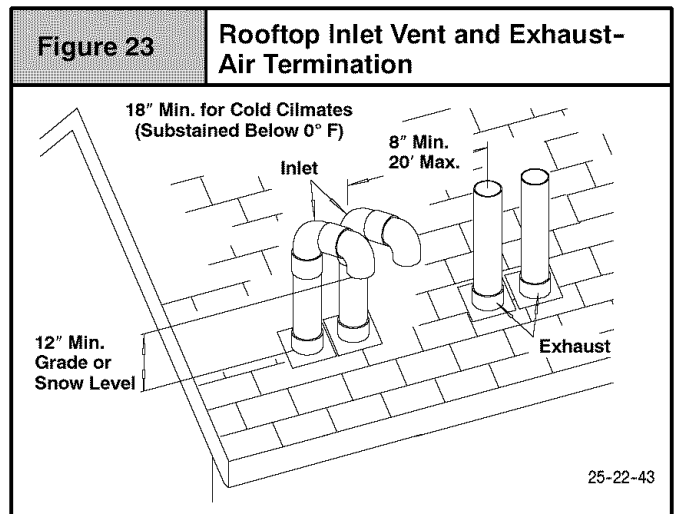 Figure 23
Rooftop Inlet Vent and Exhaust-
Air Termination
18″ Min. for Cold Cilmates
(Substained Below 0° F)
8″ Min.
20′ Max.
Inlet
12″ Min.
Grade or
Snow Level
Exhaust
25-22-43